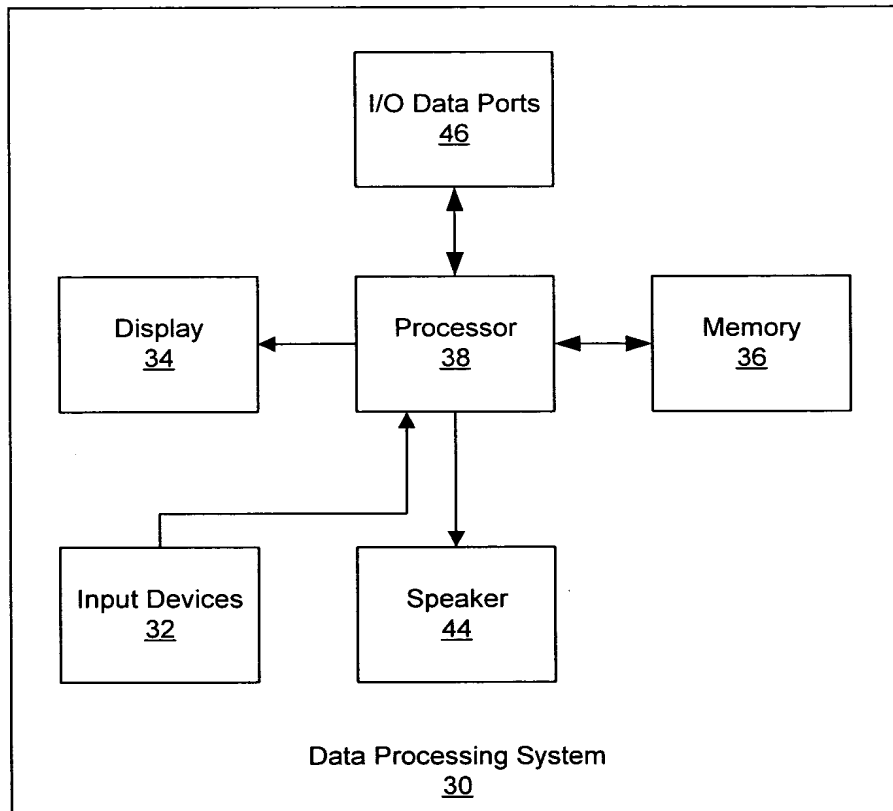 I/O Data Ports
46
Display
34
Processor
38
Memory
36
Input Devices
32
Speaker
44
Data Processing System
30